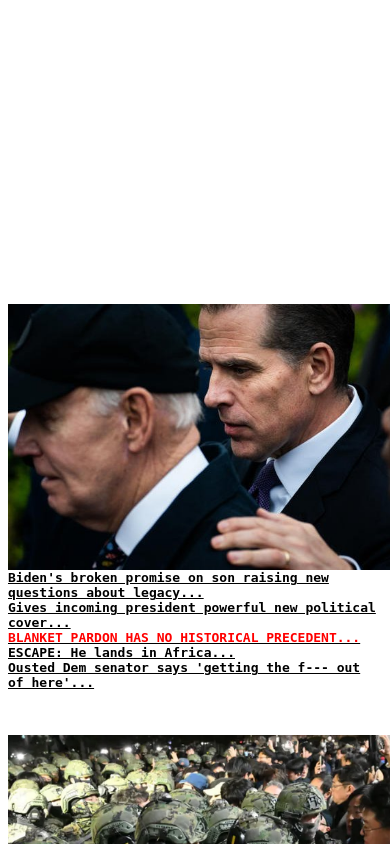 Biden's broken promise on son raising new
questions about legacy...
Gives incoming president powerful new political
cover...
BLANKET PARDON HAS NO HISTORICAL PRECEDENT...
ESCAPE: He lands in Africa...
Ousted Dem senator says 'getting the f--- out
of here'...